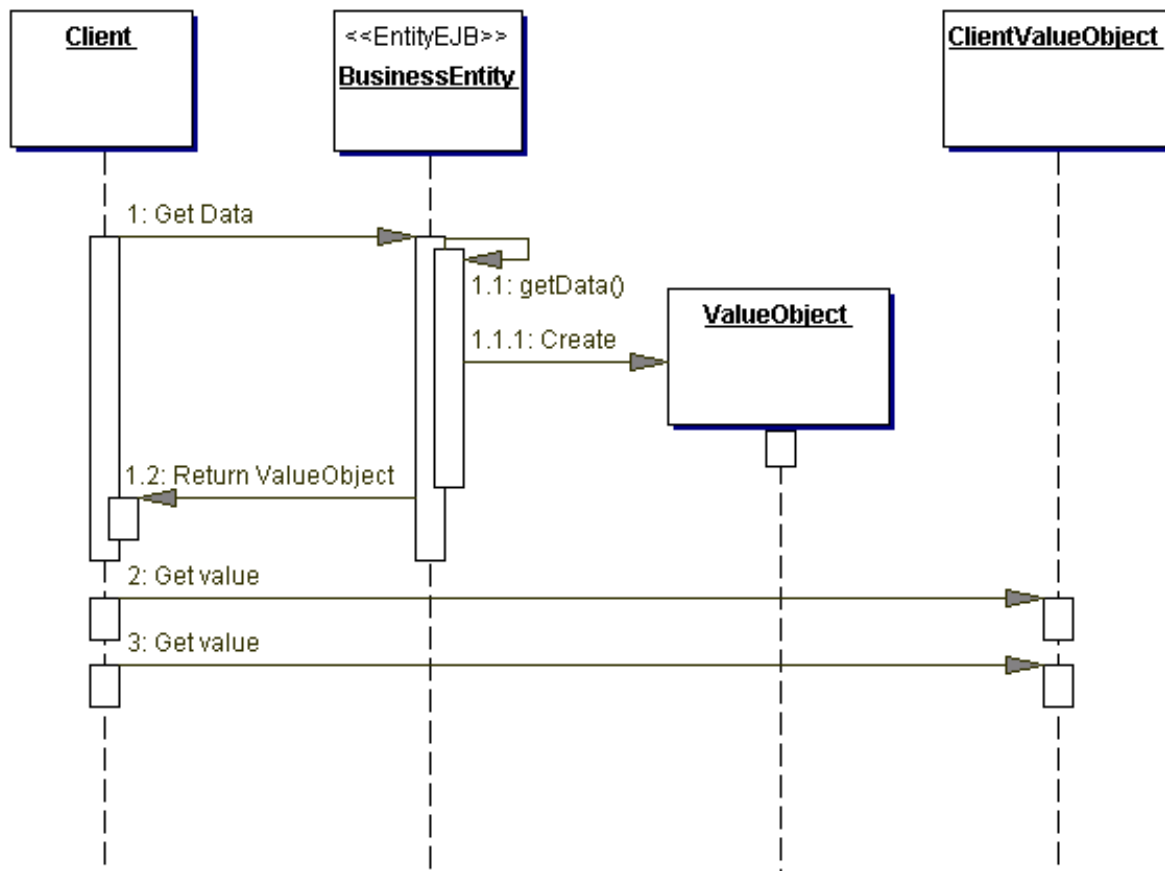 Client
<<EntityEJB>>
BusinessEntity
ClientValueObject
1: Get Data
1.1: getData()
ValueObject
1.1.1: Create
1.2: Return ValueObject
2: Get value
3: Get value